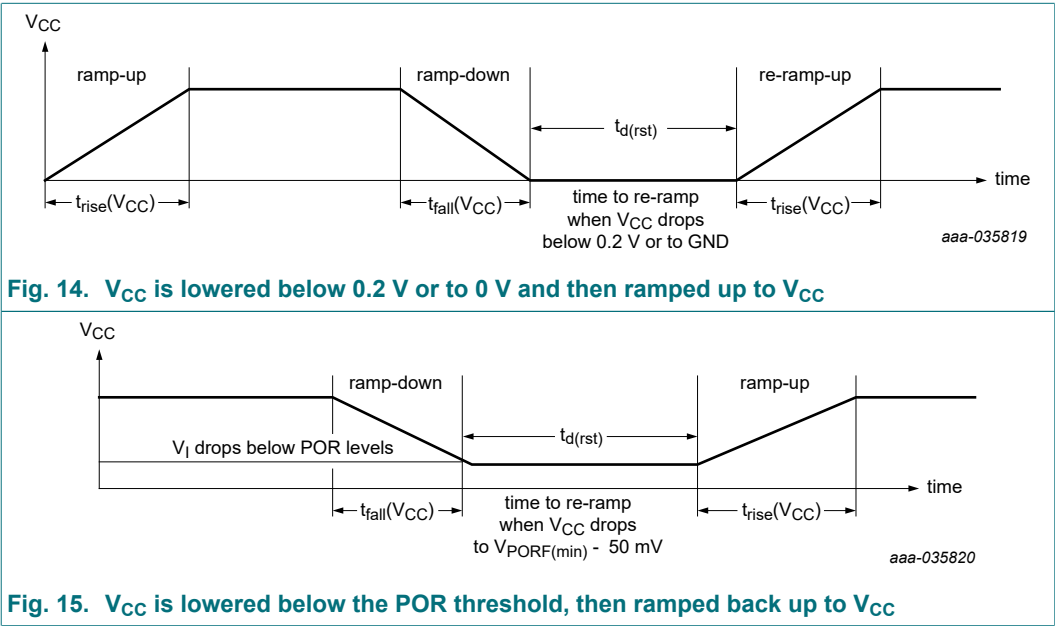 VCC
ramp-up
ramp-down
re-ramp-up
td(rst)
time
trise(VCC)
tfall(VCC)
time to re-ramp
when VCC drops
below 0.2 V or to GND
trise(VCC)
aaa-035819
Fig. 14. VCC is lowered below 0.2 V or to 0 V and then ramped up to VCC
VCC
ramp-down
ramp-up
td(rst)
VI drops below POR levels
time
tfall(VCC)
time to re-ramp
when VCC drops
to VPORF(min) - 50 mV
trise(VCC)
aaa-035820
Fig. 15. VCC is lowered below the POR threshold, then ramped back up to VCC